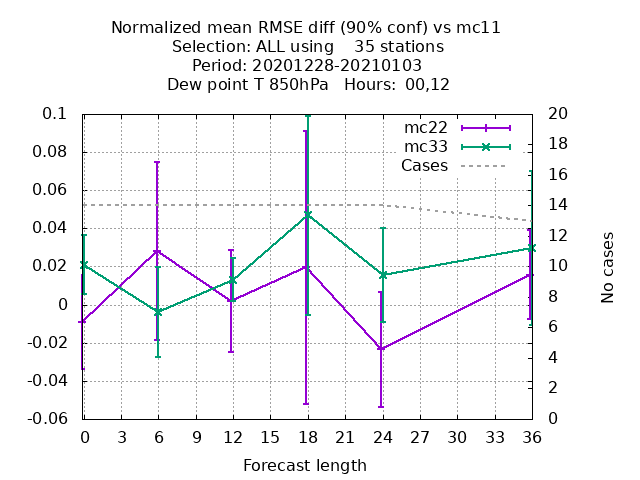 Normalized mean RMSE diff (90% conf) vs mc11
Selection: ALL using    35 stations
Period: 20201228-20210103
Dew point T 850hPa   Hours:  00,12
0.1
0.08
0.06
0.04
0.02
0
-0.02
-0.04
-0.06
mc22
mc33
Cases
20
18
16
14
12
10
8
6
4
2
0
No cases
0 3 6 9 12 15 18 21 24 27 30 33 36
Forecast length